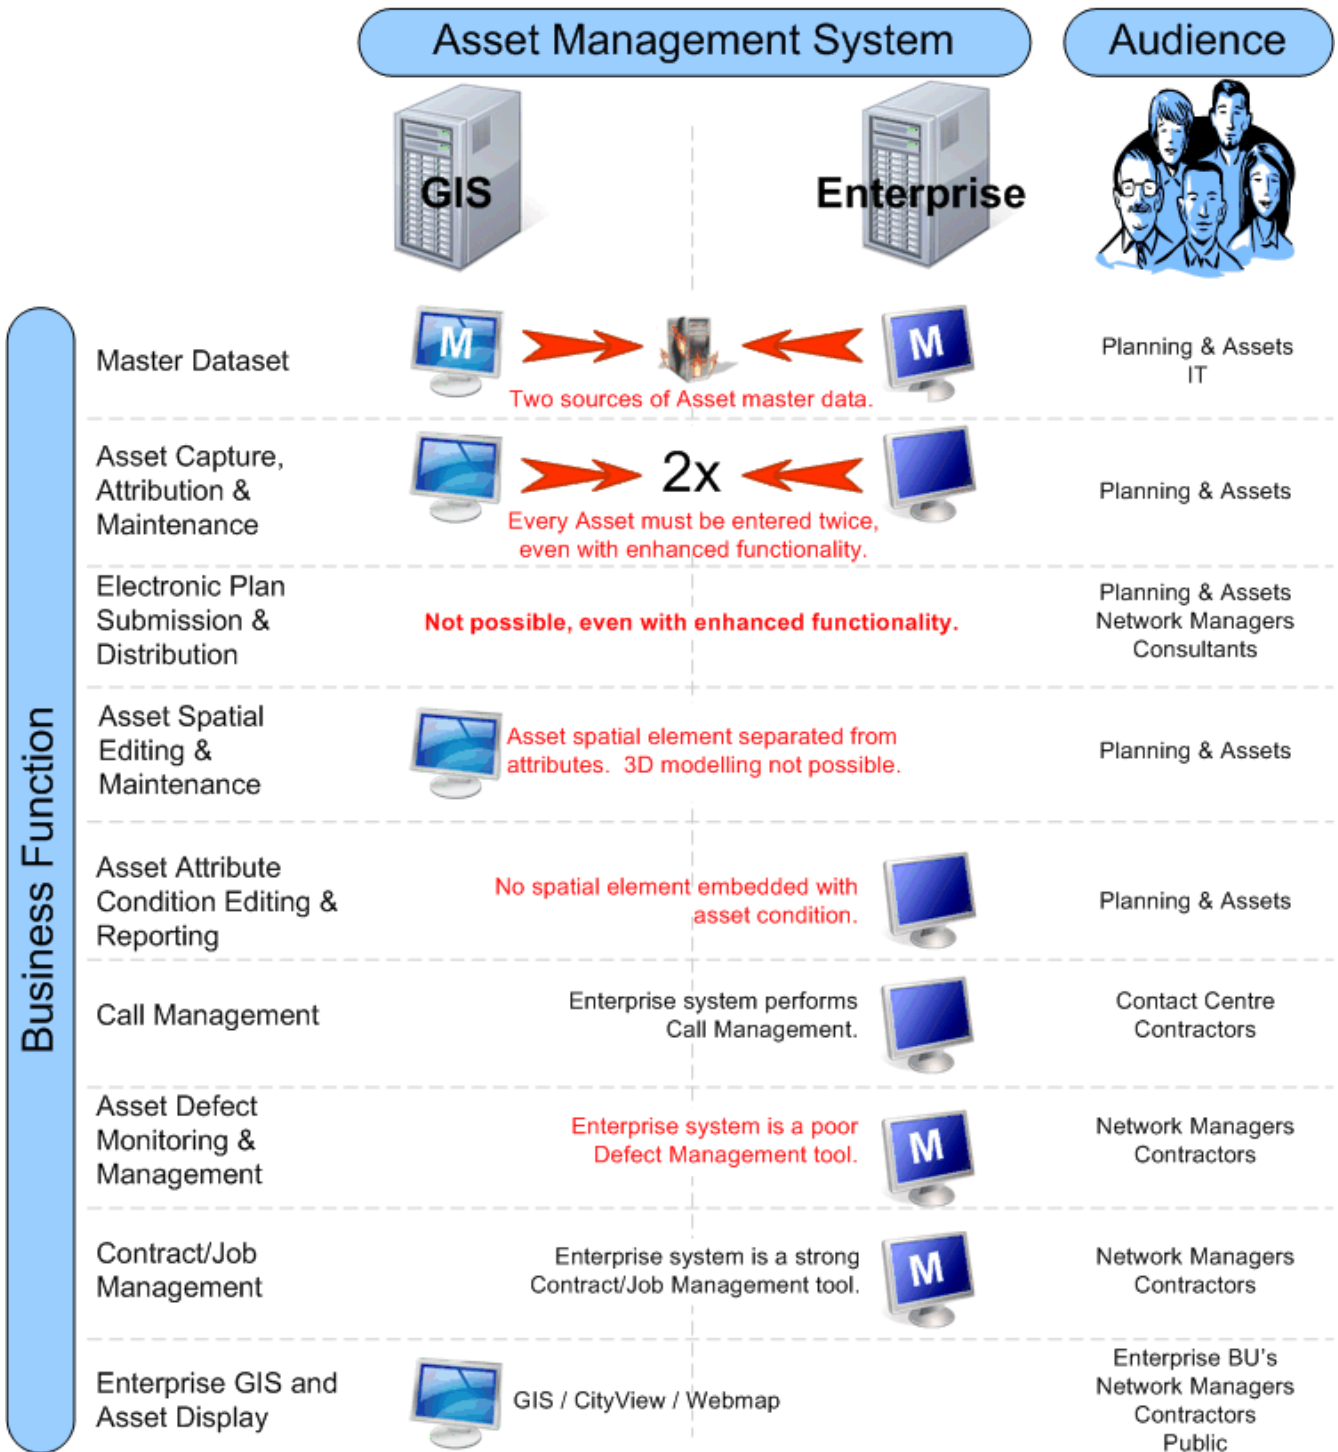 Asset Management System
Audience
GIS
Enterprise
Business Function
Master Dataset
M
M
Two sources of Asset master data.
Planning & Assets
IT
Asset Capture,
Attribution &
Maintenance
2x
Every Asset must be entered twice,
even with enhanced functionality.
Planning & Assets
Electronic Plan
Submission &
Distribution
Not possible, even with enhanced functionality.
Planning & Assets
Network Managers
Consultants
Asset Spatial
Editing &
Maintenance
Asset spatial element separated from
attributes.  3D modelling not possible.
Planning & Assets
Asset Attribute
Condition Editing &
Reporting
No spatial element embedded with
asset condition.
Planning & Assets
Call Management
Enterprise system performs
Call Management.
Contact Centre
Contractors
Asset Defect
Monitoring &
Management
Enterprise system is a poor
Defect Management tool.
M
Network Managers
Contractors
Contract/Job
Management
Enterprise system is a strong
Contract/Job Management tool.
M
Network Managers
Contractors
Enterprise GIS and
Asset Display
GIS / CityView / Webmap
Enterprise BU's
Network Managers
Contractors
Public